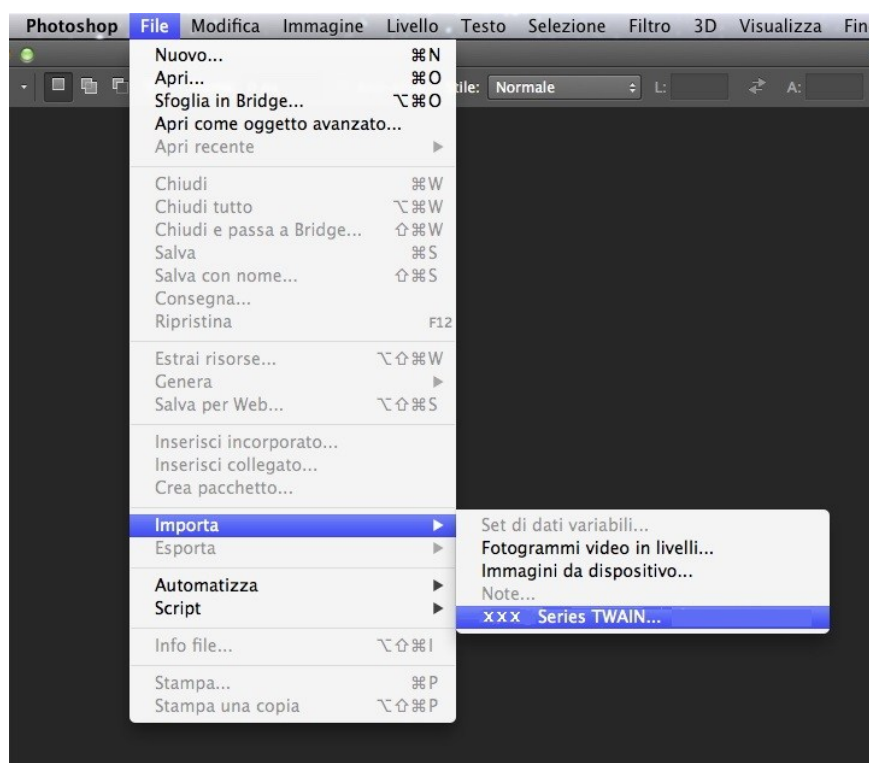 Photoshop File Modifica Immagine Livello Testo Selezione Filtro 3D Visualizza Fin
Nuovo... ⌘N
Apri... ⌘O
Sfoglia in Bridge... ⌥⌘O
Apri come oggetto avanzato...
Apri recente ▶
tile: Normale L: A:
Chiudi ⌘W
Chiudi tutto ⌥⌘W
Chiudi e passa a Bridge... ⇧⌘W
Salva ⌘S
Salva con nome... ⇧⌘S
Consegna...
Ripristina F12
Estrai risorse... ⌥⇧⌘W
Genera ▶
Salva per Web... ⌥⇧⌘S
Inserisci incorporato...
Inserisci collegato...
Crea pacchetto...
Importa ▶
Esporta ▶
Automatizza ▶
Script ▶
Info file... ⌥⇧⌘I
Stampa... ⌘P
Stampa una copia ⌥⇧⌘P
Set di dati variabili...
Fotogrammi video in livelli...
Immagini da dispositivo...
Note...
xxx Series TWAIN...